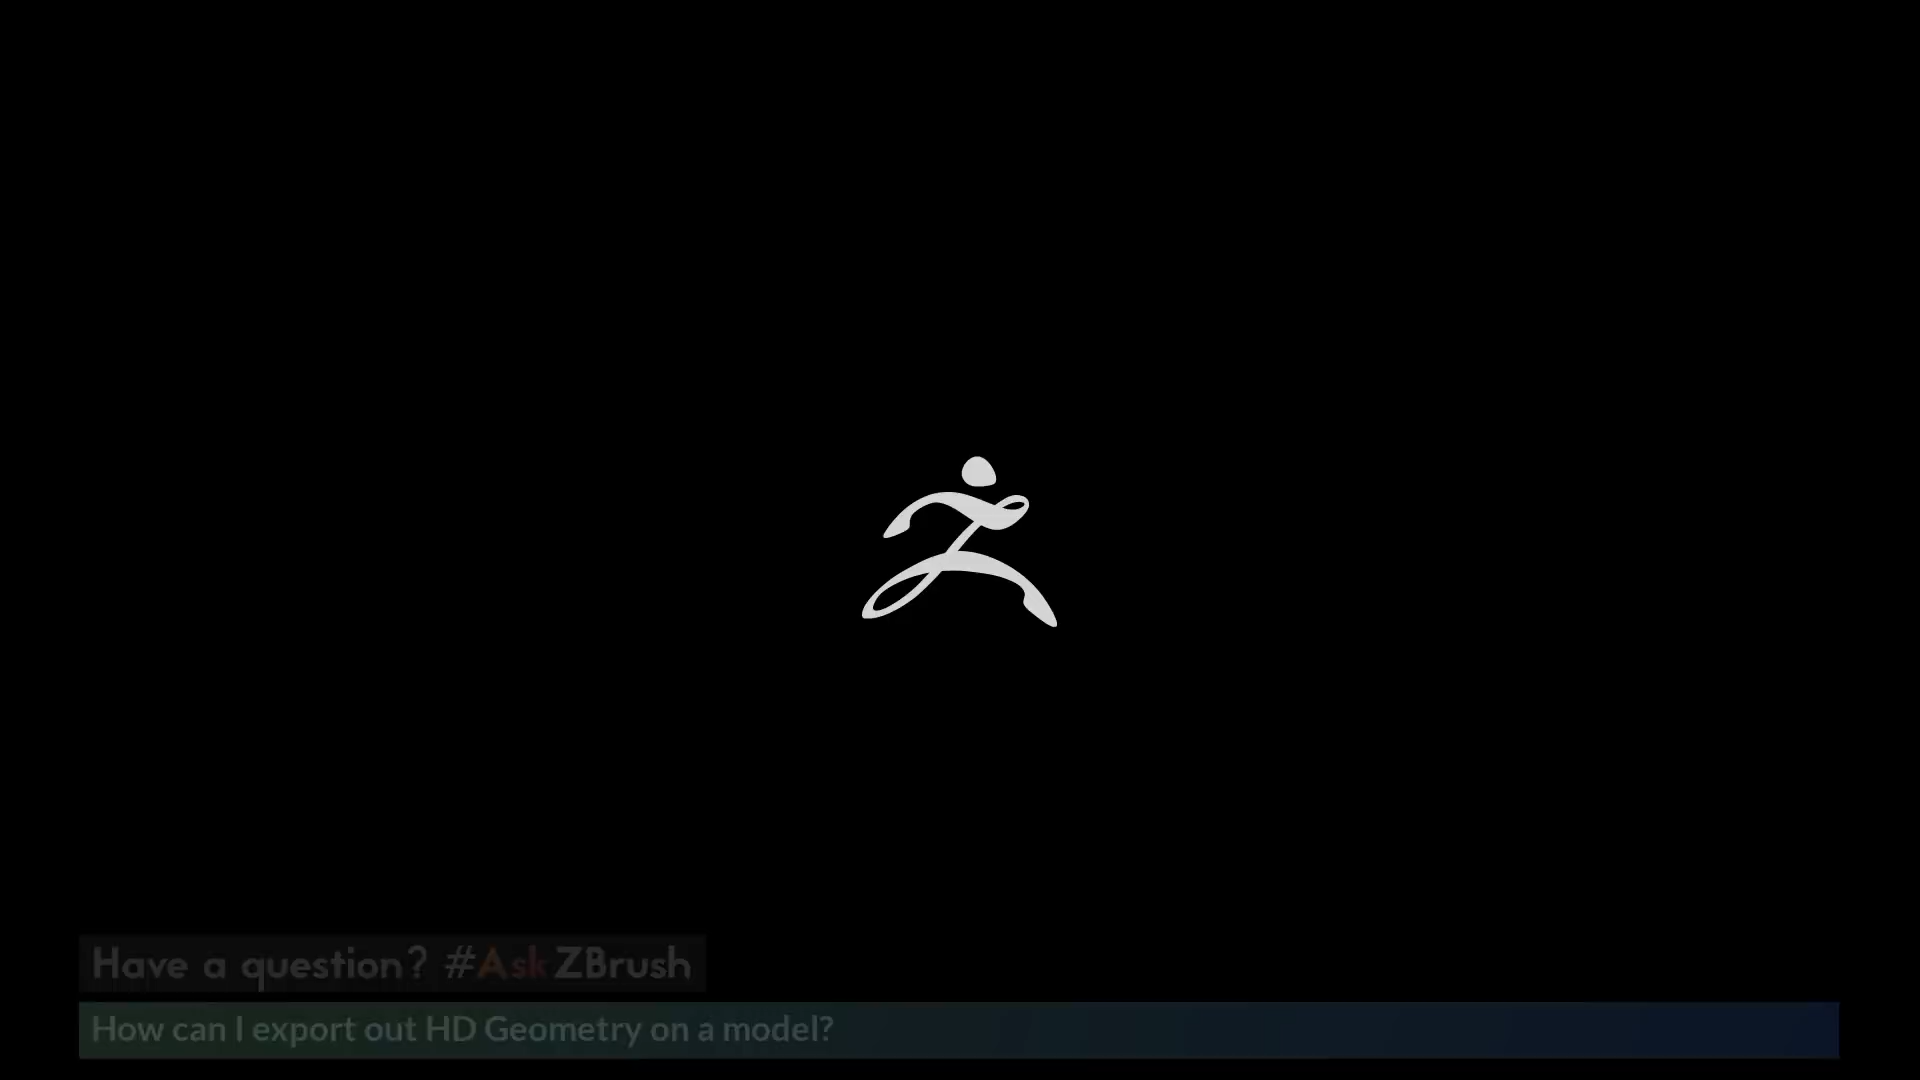 Have a question? #AskZBrush
How can I export out HD Geometry on a model?